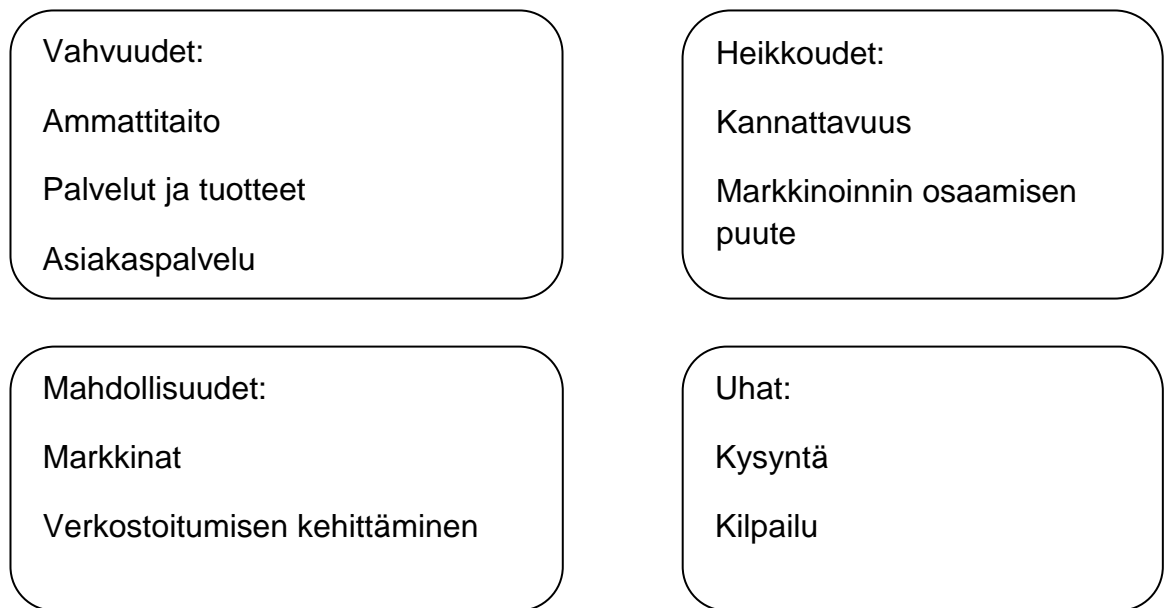 Vahvuudet:
Ammattitaito
Palvelut ja tuotteet
Asiakaspalvelu
Heikkoudet:
Kannattavuus
Markkinoinnin osaamisen
puute
Mahdollisuudet:
Markkinat
Verkostoitumisen kehittäminen
Uhat:
Kysyntä
Kilpailu